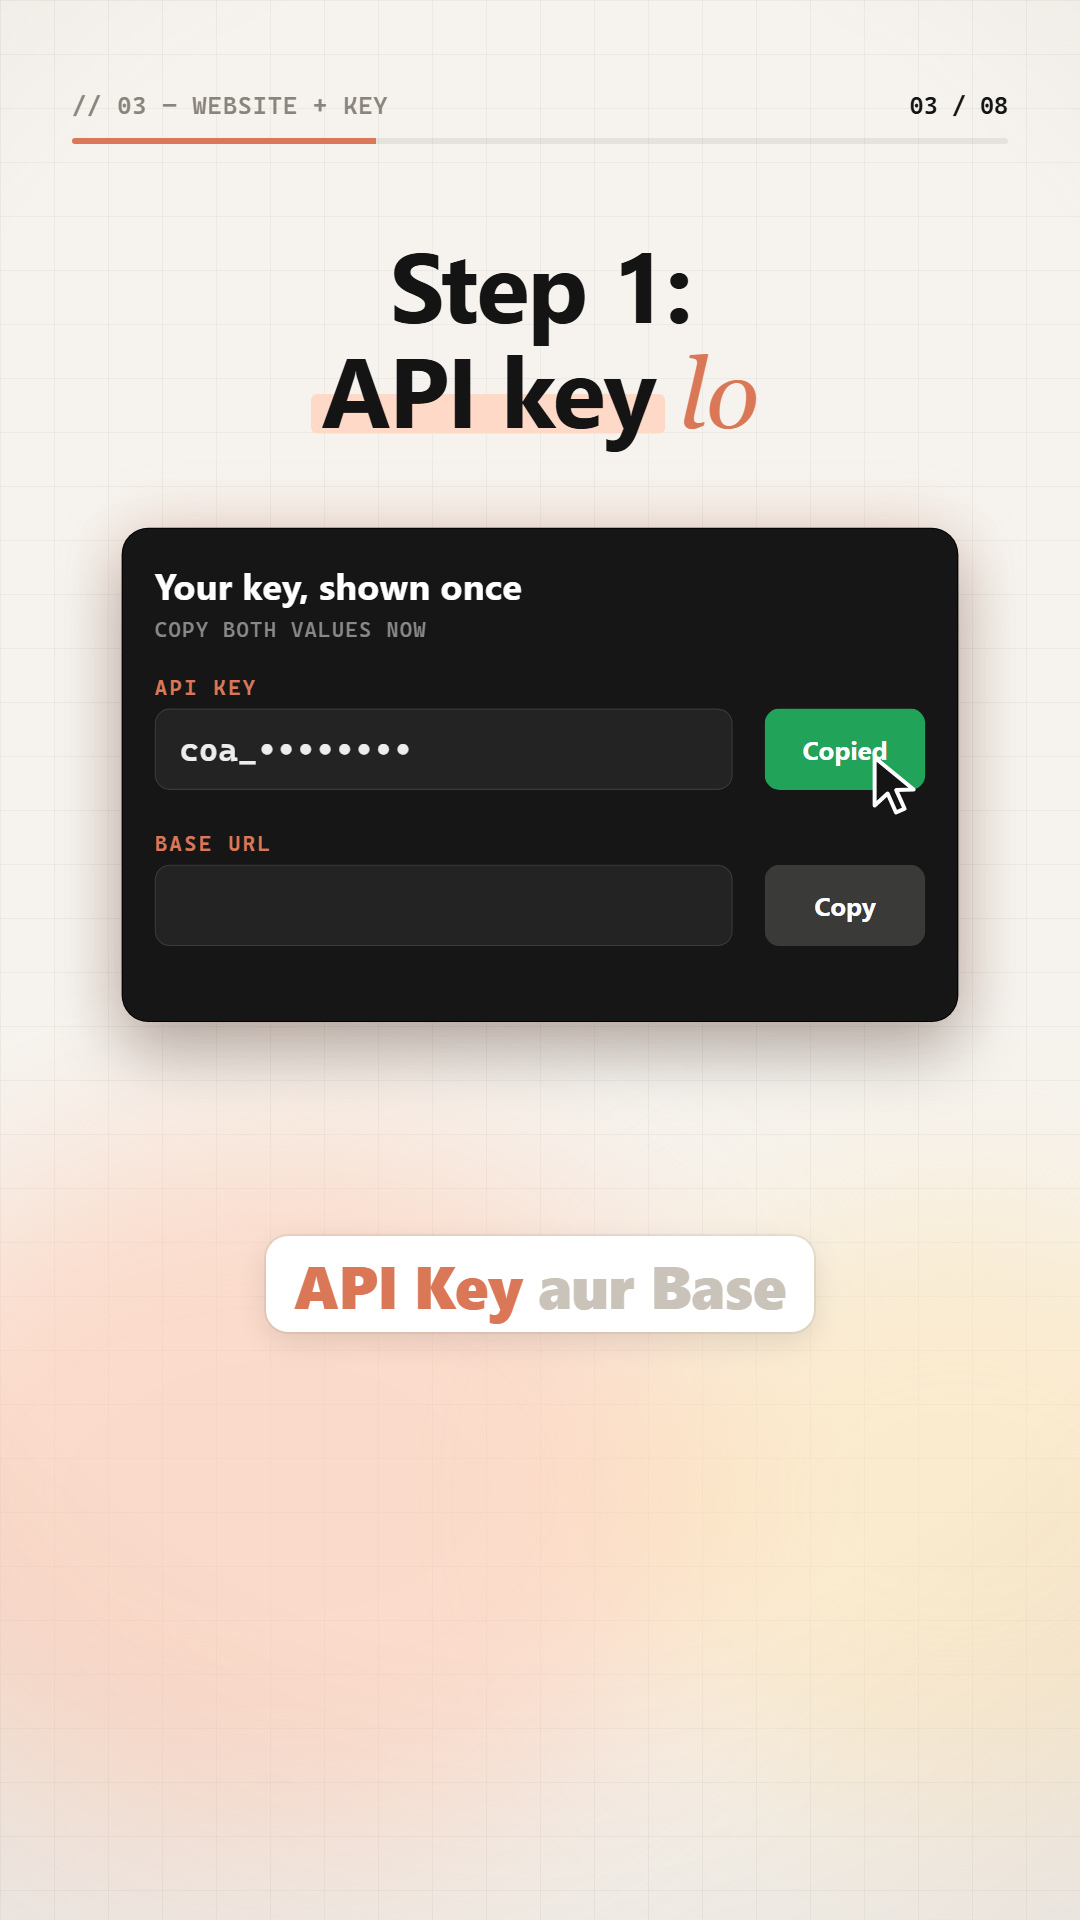 // 03 — WEBSITE + KEY
03 / 08
Step 1:
API key lo
Your key, shown once
COPY BOTH VALUES NOW
API KEY
coa_••••••••
Copied
BASE URL
Copy
API Key aur Base